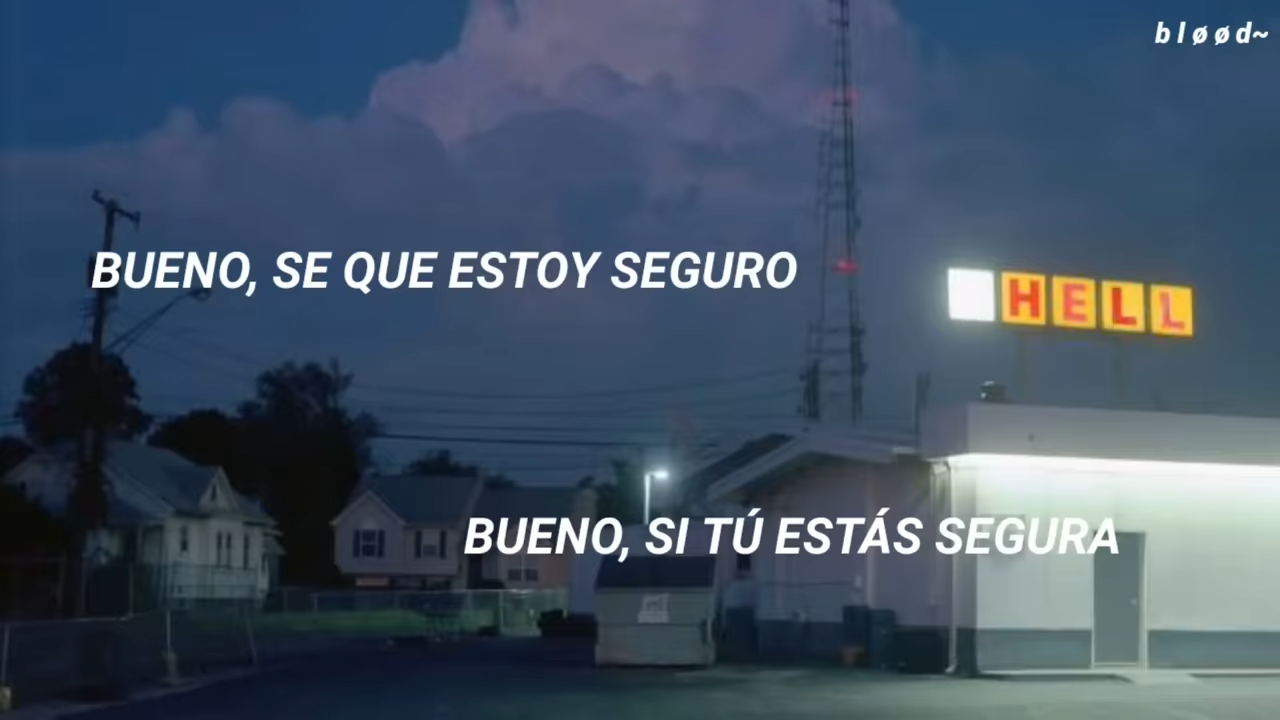 bløød~
BUENO, SE QUE ESTOY SEGURO
HELL
BUENO, SI TÚ ESTÁS SEGURA